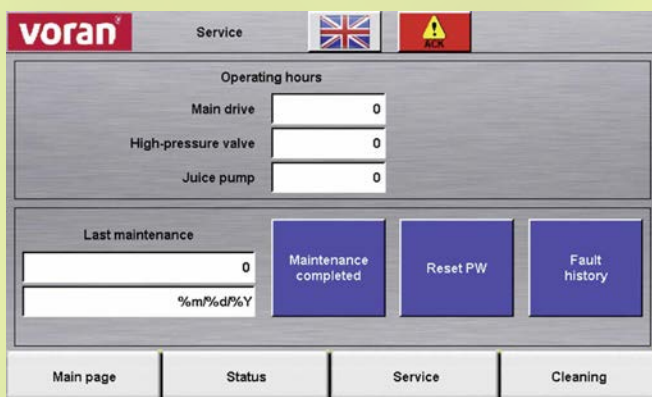 voran®
Service
ACK
Operating hours
Main drive 0
High-pressure valve 0
Juice pump 0
Last maintenance
0
%m/%d/%Y
Maintenance completed
Reset PW
Fault history
Main page Status Service Cleaning